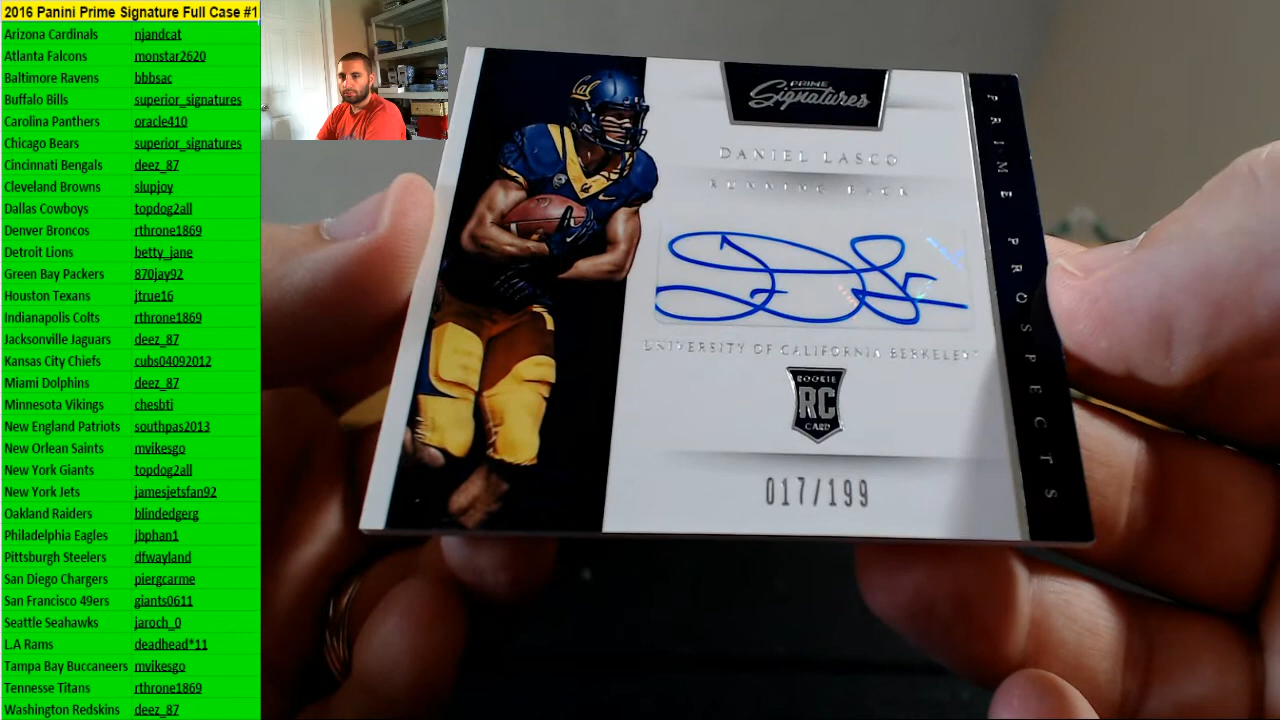 2016 Panini Prime Signature Full Case #1
Arizona Cardinals njandcat
Atlanta Falcons monstar2620
Baltimore Ravens bbbsac
Buffalo Bills superior_signatures
Carolina Panthers oracle410
Chicago Bears superior_signatures
Cincinnati Bengals deez_87
Cleveland Browns slupjoy
Dallas Cowboys topdog2all
Denver Broncos rthrone1869
Detroit Lions betty_jane
Green Bay Packers 870jay92
Houston Texans jtrue16
Indianapolis Colts rthrone1869
Jacksonville Jaguars deez_87
Kansas City Chiefs cubs04092012
Miami Dolphins deez_87
Minnesota Vikings chesbti
New England Patriots southpas2013
New Orlean Saints mvikesgo
New York Giants topdog2all
New York Jets jamesjetsfan92
Oakland Raiders blindedgerg
Philadelphia Eagles jbphan1
Pittsburgh Steelers dfwayland
San Diego Chargers piergcarme
San Francisco 49ers giants0611
Seattle Seahawks jaroch_0
L.A Rams deadhead*11
Tampa Bay Buccaneers mvikesgo
Tennesse Titans rthrone1869
Washington Redskins deez_87
Cal
PRIME
Signatures
DANIEL LASCO
RUNNING BACK
UNIVERSITY OF CALIFORNIA BERKELEY
ROOKIE
RC
CARD
017/199
PRIME PROSPECTS